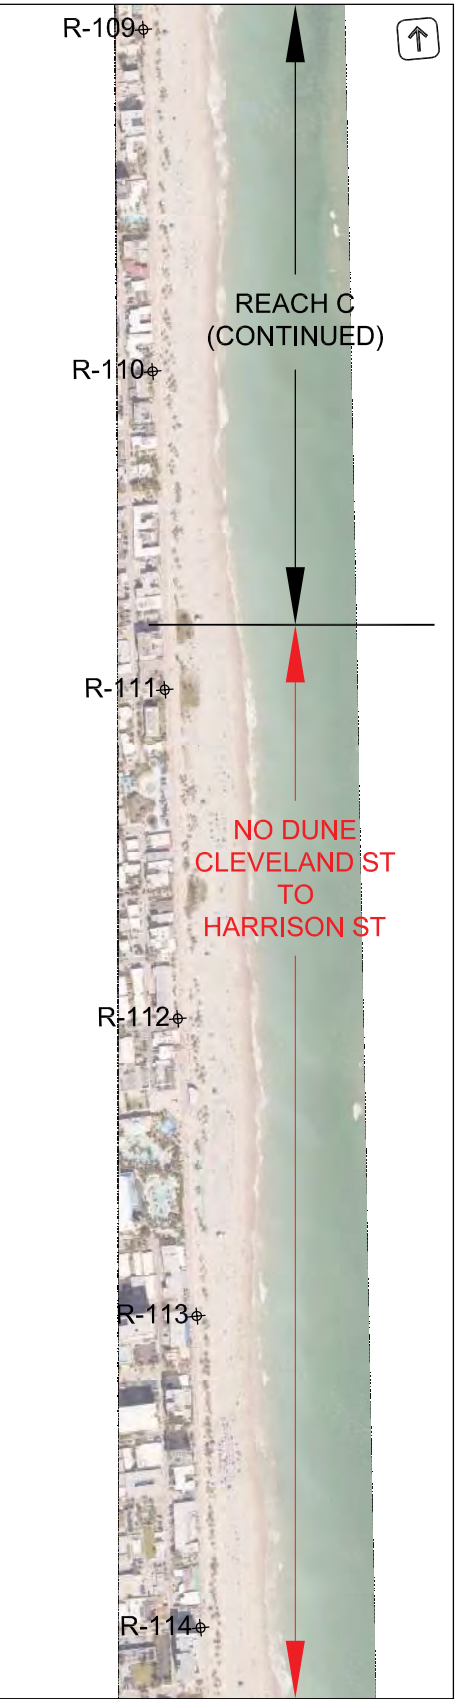 R-109
REACH C
(CONTINUED)
R-110
R-111
NO DUNE
CLEVELAND ST
TO
HARRISON ST
R-112
R-113
R-114